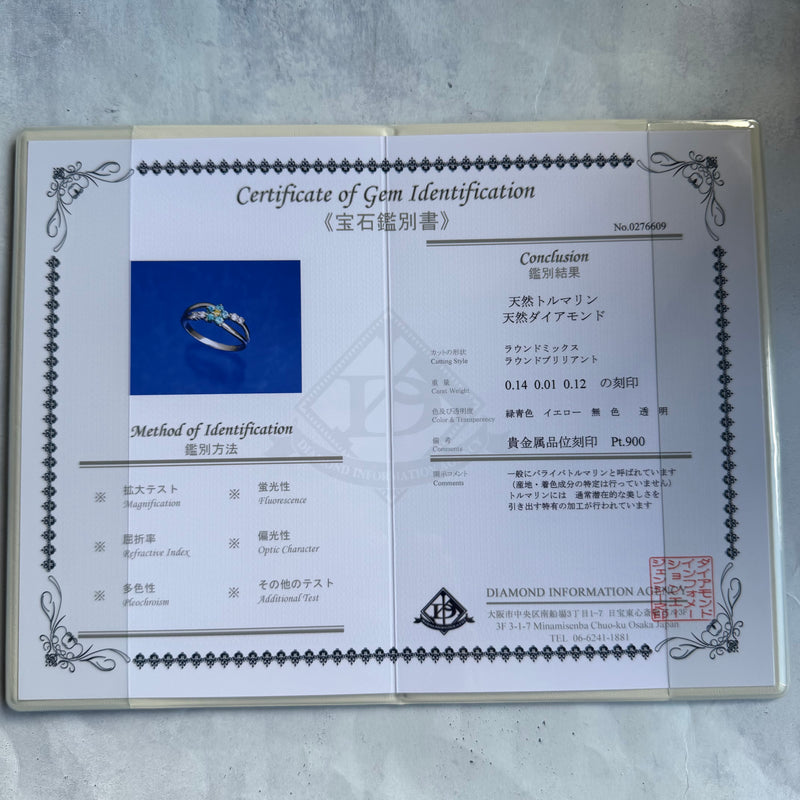 Certificate of Gem Identification
《宝石鑑別書》
No.0276609
Conclusion
鑑別結果
天然トルマリン
天然ダイアモンド
カットの形状
Cutting Style
ラウンドミックス
ラウンドブリリアント
重量
Carat Weight
0.14 0.01 0.12 の刻印
色及び透明度
Color & Transparency
緑青色 イエロー 無色 透明
備考
Comments
貴金属品位刻印 Pt.900
開示コメント
Comments
一般にパライバトルマリンと呼ばれています
(産地・着色成分の特定は行っていません)
トルマリンには 通常潜在的な美しさを
引き出す特有の加工が行われています
Method of Identification
鑑別方法
※ 拡大テスト
Magnification
※ 蛍光性
Fluorescence
※ 屈折率
Refractive Index
※ 偏光性
Optic Character
※ 多色性
Pleochroism
※ その他のテスト
Additional Test
DIAMOND INFORMATION AGENCY
大阪市中央区南船場3丁目1-7 日宝東心斎
3F 3-1-7 Minamisenba Chuo-ku Osaka Japan
TEL 06-6241-1881
DIAMOND INFORMATION